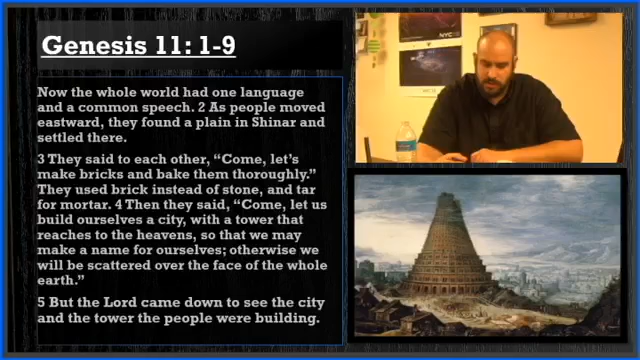 Genesis 11: 1-9
Now the whole world had one language
and a common speech. 2 As people moved
eastward, they found a plain in Shinar and
settled there.
3 They said to each other, “Come, let’s
make bricks and bake them thoroughly.”
They used brick instead of stone, and tar
for mortar. 4 Then they said, “Come, let us
build ourselves a city, with a tower that
reaches to the heavens, so that we may
make a name for ourselves; otherwise we
will be scattered over the face of the whole
earth.”
5 But the Lord came down to see the city
and the tower the people were building.
NYC